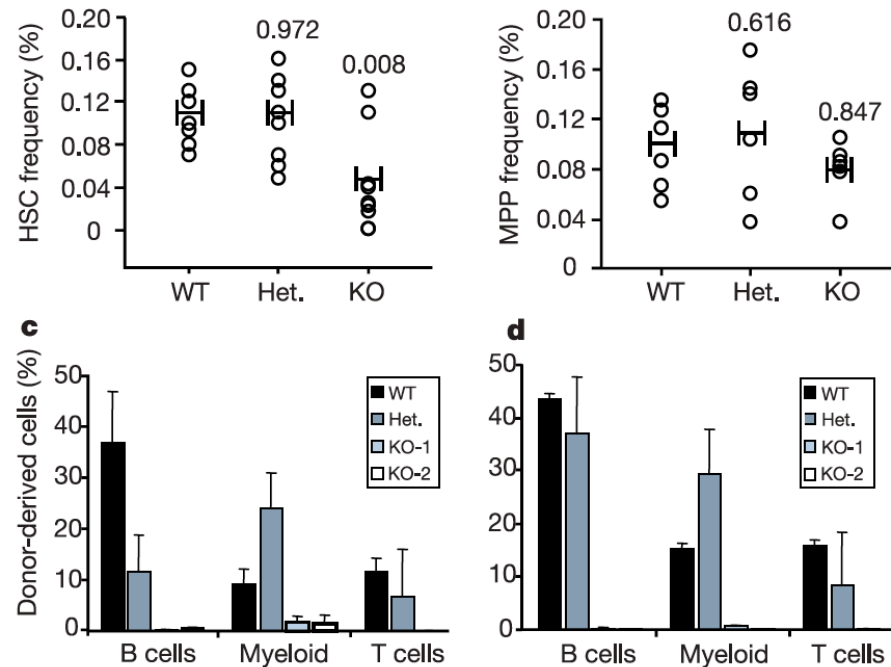 HSC frequency (%)
0.20
0.16
0.12
0.08
0.04
0
0.972
0.008
WT Het. KO
MPP frequency (%)
0.20
0.16
0.12
0.08
0.04
0
0.616
0.847
WT Het. KO
c
Donor-derived cells (%)
50
40
30
20
10
0
WT
Het.
KO-1
KO-2
B cells Myeloid T cells
d
50
40
30
20
10
0
WT
Het.
KO-1
KO-2
B cells Myeloid T cells